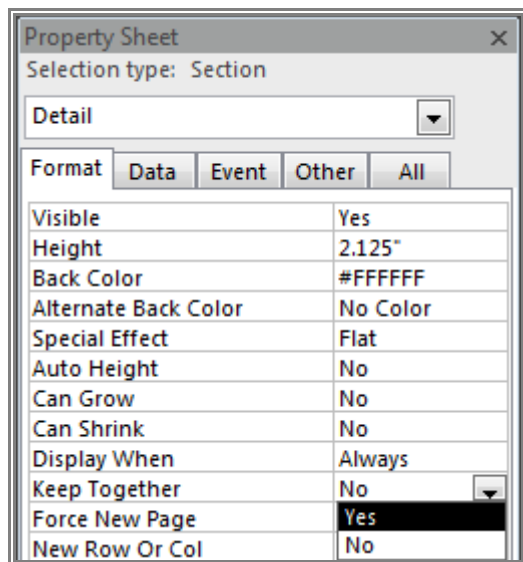 Property Sheet
Selection type: Section
Detail
Format Data Event Other All
Visible Yes
Height 2.125"
Back Color #FFFFFF
Alternate Back Color No Color
Special Effect Flat
Auto Height No
Can Grow No
Can Shrink No
Display When Always
Keep Together No
Force New Page Yes
New Row Or Col No